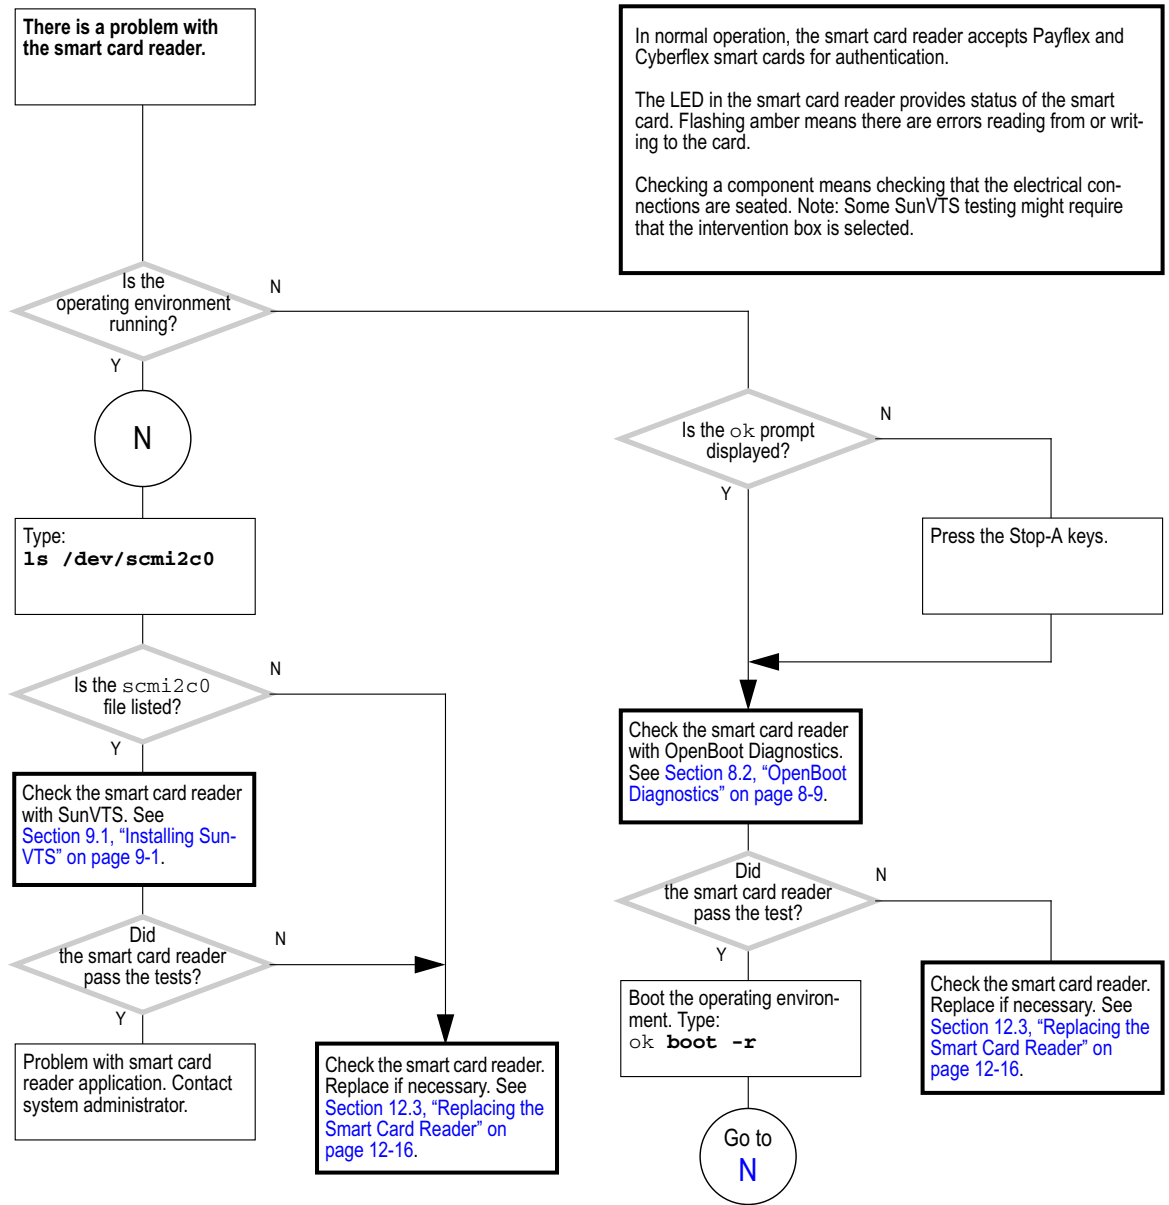 There is a problem with
the smart card reader.
In normal operation, the smart card reader accepts Payflex and
Cyberflex smart cards for authentication.
The LED in the smart card reader provides status of the smart
card. Flashing amber means there are errors reading from or writ-
ing to the card.
Checking a component means checking that the electrical con-
nections are seated. Note: Some SunVTS testing might require
that the intervention box is selected.
Is the
operating environment
running?
N
Y
N
Type:
ls /dev/scmi2c0
Is the scmi2c0
file listed?
N
Y
Check the smart card reader
with SunVTS. See
Section 9.1, “Installing Sun-
VTS” on page 9-1.
Did
the smart card reader
pass the tests?
N
Y
Problem with smart card
reader application. Contact
system administrator.
Check the smart card reader.
Replace if necessary. See
Section 12.3, “Replacing the
Smart Card Reader” on
page 12-16.
Is the ok prompt
displayed?
N
Y
Press the Stop-A keys.
Check the smart card reader
with OpenBoot Diagnostics.
See Section 8.2, “OpenBoot
Diagnostics” on page 8-9.
Did
the smart card reader
pass the test?
N
Y
Boot the operating environ-
ment. Type:
ok boot -r
Check the smart card reader.
Replace if necessary. See
Section 12.3, “Replacing the
Smart Card Reader” on
page 12-16.
Go to
N